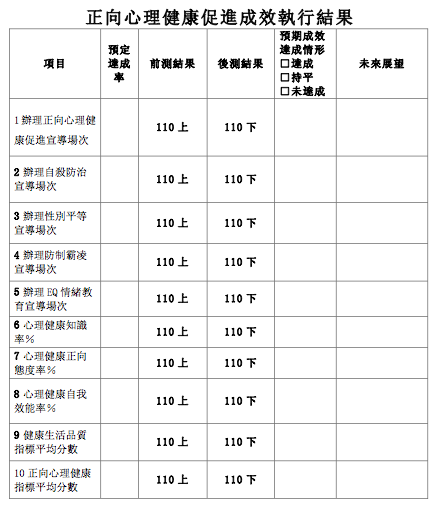 正向心理健康促進成效執行結果
項目
預定
達成
率
前測結果
後測結果
預期成效
達成情形
□達成
□持平
□未達成
未來展望
1 辦理正向心理健
康促進宣導場次
110 上
110 下
2 辦理自殺防治
宣導場次
110 上
110 下
3 辦理性別平等
宣導場次
110 上
110 下
4 辦理防制霸凌
宣導場次
110 上
110 下
5 辦理 EQ 情緒教
育宣導場次
110 上
110 下
6 心理健康知識
率%
110 上
110 下
7 心理健康正向
態度率%
110 上
110 下
8 心理健康自我
效能率%
110 上
110 下
9 健康生活品質
指標平均分數
110 上
110 下
10 正向心理健康
指標平均分數
110 上
110 下